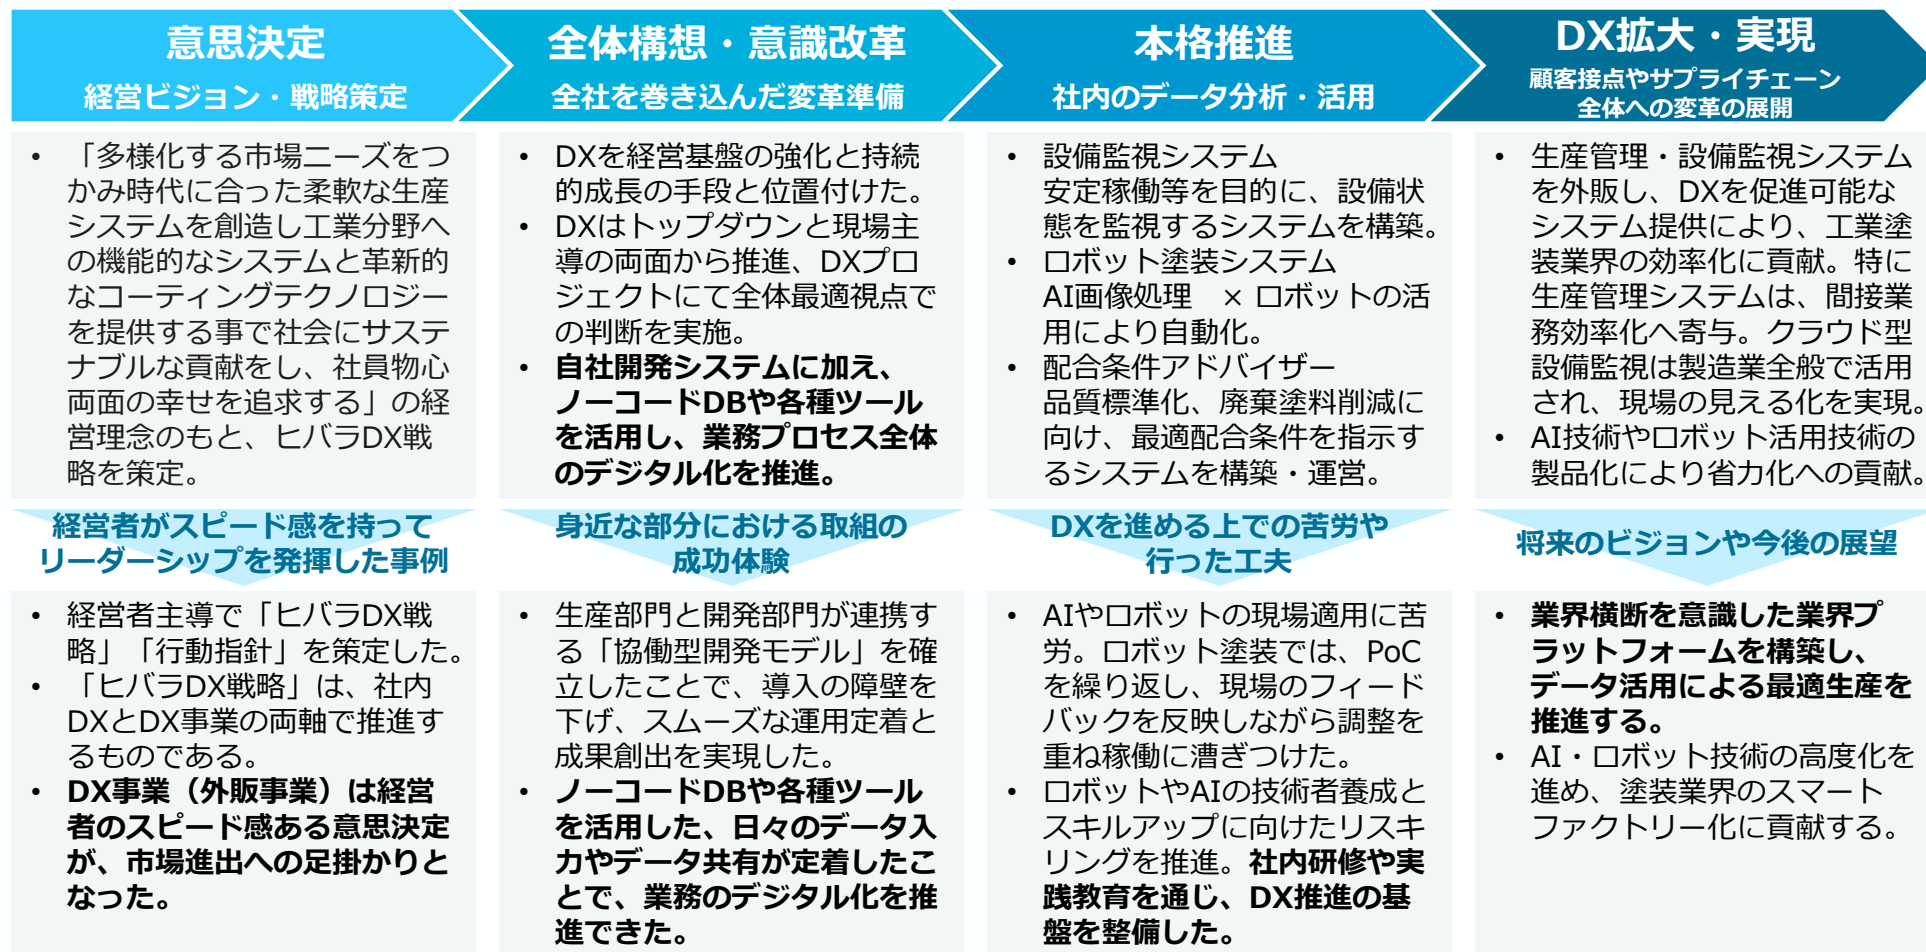 意思決定
経営ビジョン・戦略策定
全体構想・意識改革
全社を巻き込んだ変革準備
本格推進
社内のデータ分析・活用
DX拡大・実現
顧客接点やサプライチェーン
全体への変革の展開
• 「多様化する市場ニーズをつ
かみ時代に合った柔軟な生産
システムを創造し工業分野へ
の機能的なシステムと革新的
なコーティングテクノロジー
を提供する事で社会にサステ
ナブルな貢献をし、社員物心
両面の幸せを追求する」の経
営理念のもと、ヒバラDX戦
略を策定。
• DXを経営基盤の強化と持続
的成長の手段と位置付けた。
• DXはトップダウンと現場主
導の両面から推進、DXプロ
ジェクトにて全体最適視点で
の判断を実施。
• 自社開発システムに加え、
ノーコードDBや各種ツール
を活用し、業務プロセス全体
のデジタル化を推進。
• 設備監視システム
安定稼働等を目的に、設備状
態を監視するシステムを構築。
• ロボット塗装システム
AI画像処理　× ロボットの活
用により自動化。
• 配合条件アドバイザー
品質標準化、廃棄塗料削減に
向け、最適配合条件を指示す
るシステムを構築・運営。
• 生産管理・設備監視システム
を外販し、DXを促進可能な
システム提供により、工業塗
装業界の効率化に貢献。特に
生産管理システムは、間接業
務効率化へ寄与。クラウド型
設備監視は製造業全般で活用
され、現場の見える化を実現。
• AI技術やロボット活用技術の
製品化により省力化への貢献。
経営者がスピード感を持って
リーダーシップを発揮した事例
身近な部分における取組の
成功体験
DXを進める上での苦労や
行った工夫
将来のビジョンや今後の展望
• 経営者主導で「ヒバラDX戦
略」「行動指針」を策定した。
• 「ヒバラDX戦略」は、社内
DXとDX事業の両軸で推進す
るものである。
• DX事業（外販事業）は経営
者のスピード感ある意思決定
が、市場進出への足掛かりと
なった。
• 生産部門と開発部門が連携す
る「協働型開発モデル」を確
立したことで、導入の障壁を
下げ、スムーズな運用定着と
成果創出を実現した。
• ノーコードDBや各種ツール
を活用した、日々のデータ入
力やデータ共有が定着したこ
とで、業務のデジタル化を推
進できた。
• AIやロボットの現場適用に苦
労。ロボット塗装では、PoC
を繰り返し、現場のフィード
バックを反映しながら調整を
重ね稼働に漕ぎつけた。
• ロボットやAIの技術者養成と
スキルアップに向けたリスキ
リングを推進。社内研修や実
践教育を通じ、DX推進の基
盤を整備した。
• 業界横断を意識した業界プ
ラットフォームを構築し、
データ活用による最適生産を
推進する。
• AI・ロボット技術の高度化を
進め、塗装業界のスマート
ファクトリー化に貢献する。